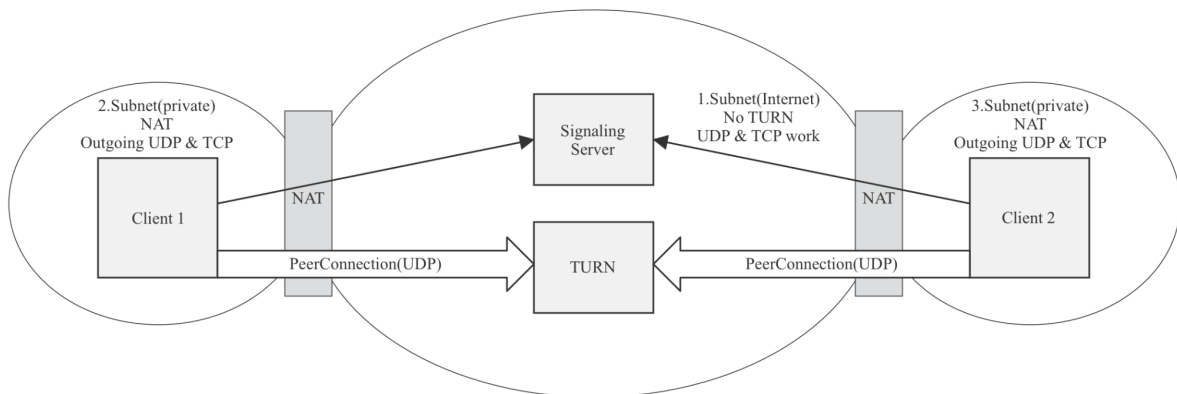 2.Subnet(private)
NAT
Outgoing UDP & TCP
Client 1
NAT
PeerConnection(UDP)
Signaling
Server
TURN
1.Subnet(Internet)
No TURN
UDP & TCP work
NAT
PeerConnection(UDP)
3.Subnet(private)
NAT
Outgoing UDP & TCP
Client 2